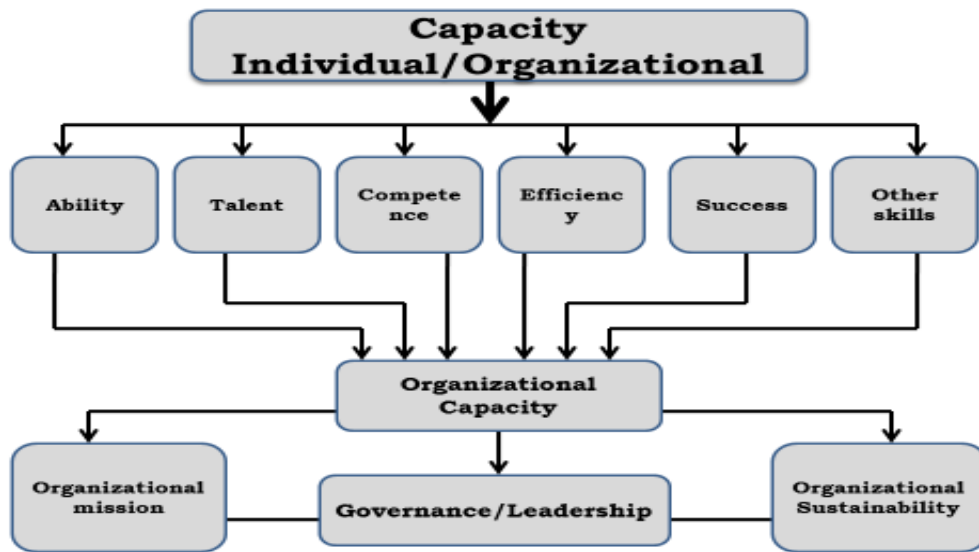 Capacity
Individual/Organizational
Ability
Talent
Compete
nce
Efficienc
y
Success
Other
skills
Organizational
Capacity
Organizational
mission
Governance/Leadership
Organizational
Sustainability